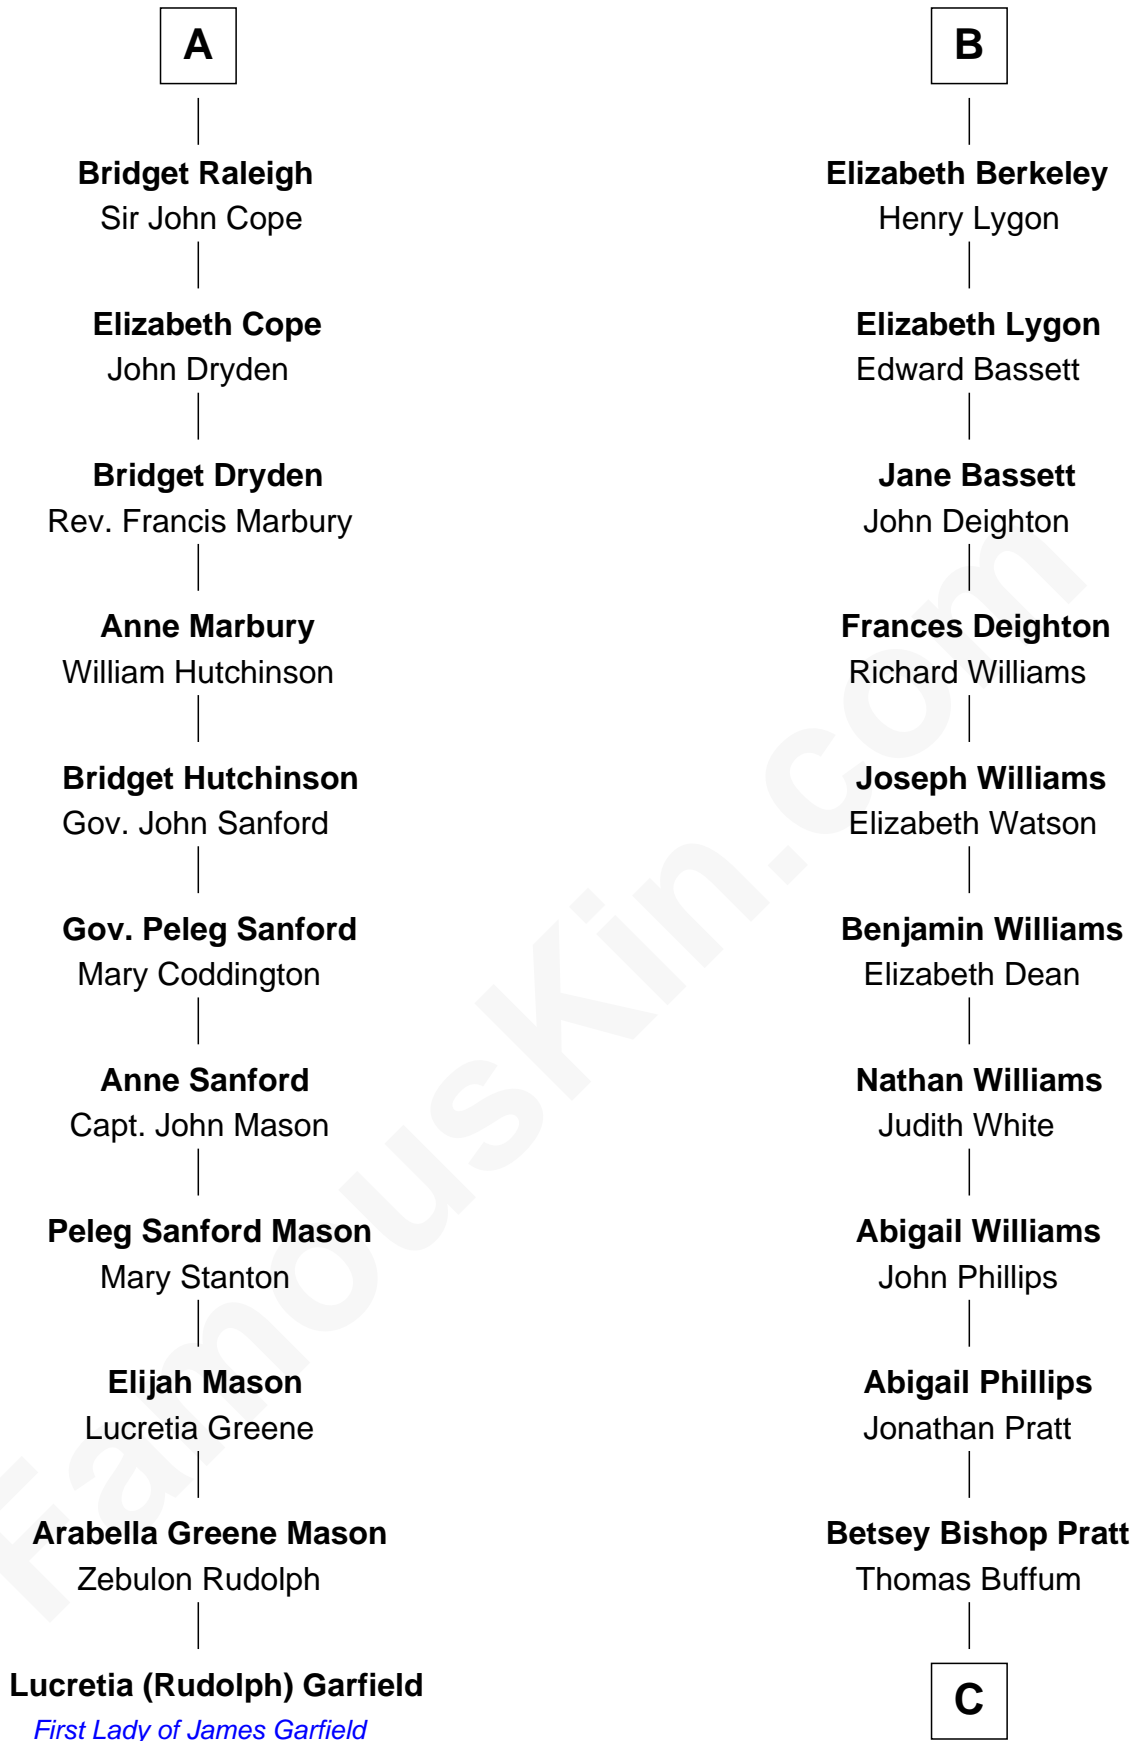 A
Bridget Raleigh
Sir John Cope
Elizabeth Cope
John Dryden
Bridget Dryden
Rev. Francis Marbury
Anne Marbury
William Hutchinson
Bridget Hutchinson
Gov. John Sanford
Gov. Peleg Sanford
Mary Coddington
Anne Sanford
Capt. John Mason
Peleg Sanford Mason
Mary Stanton
Elijah Mason
Lucretia Greene
Arabella Greene Mason
Zebulon Rudolph
Lucretia (Rudolph) Garfield
First Lady of James Garfield
B
Elizabeth Berkeley
Henry Lygon
Elizabeth Lygon
Edward Bassett
Jane Bassett
John Deighton
Frances Deighton
Richard Williams
Joseph Williams
Elizabeth Watson
Benjamin Williams
Elizabeth Dean
Nathan Williams
Judith White
Abigail Williams
John Phillips
Abigail Phillips
Jonathan Pratt
Betsey Bishop Pratt
Thomas Buffum
C
FamousKin.com